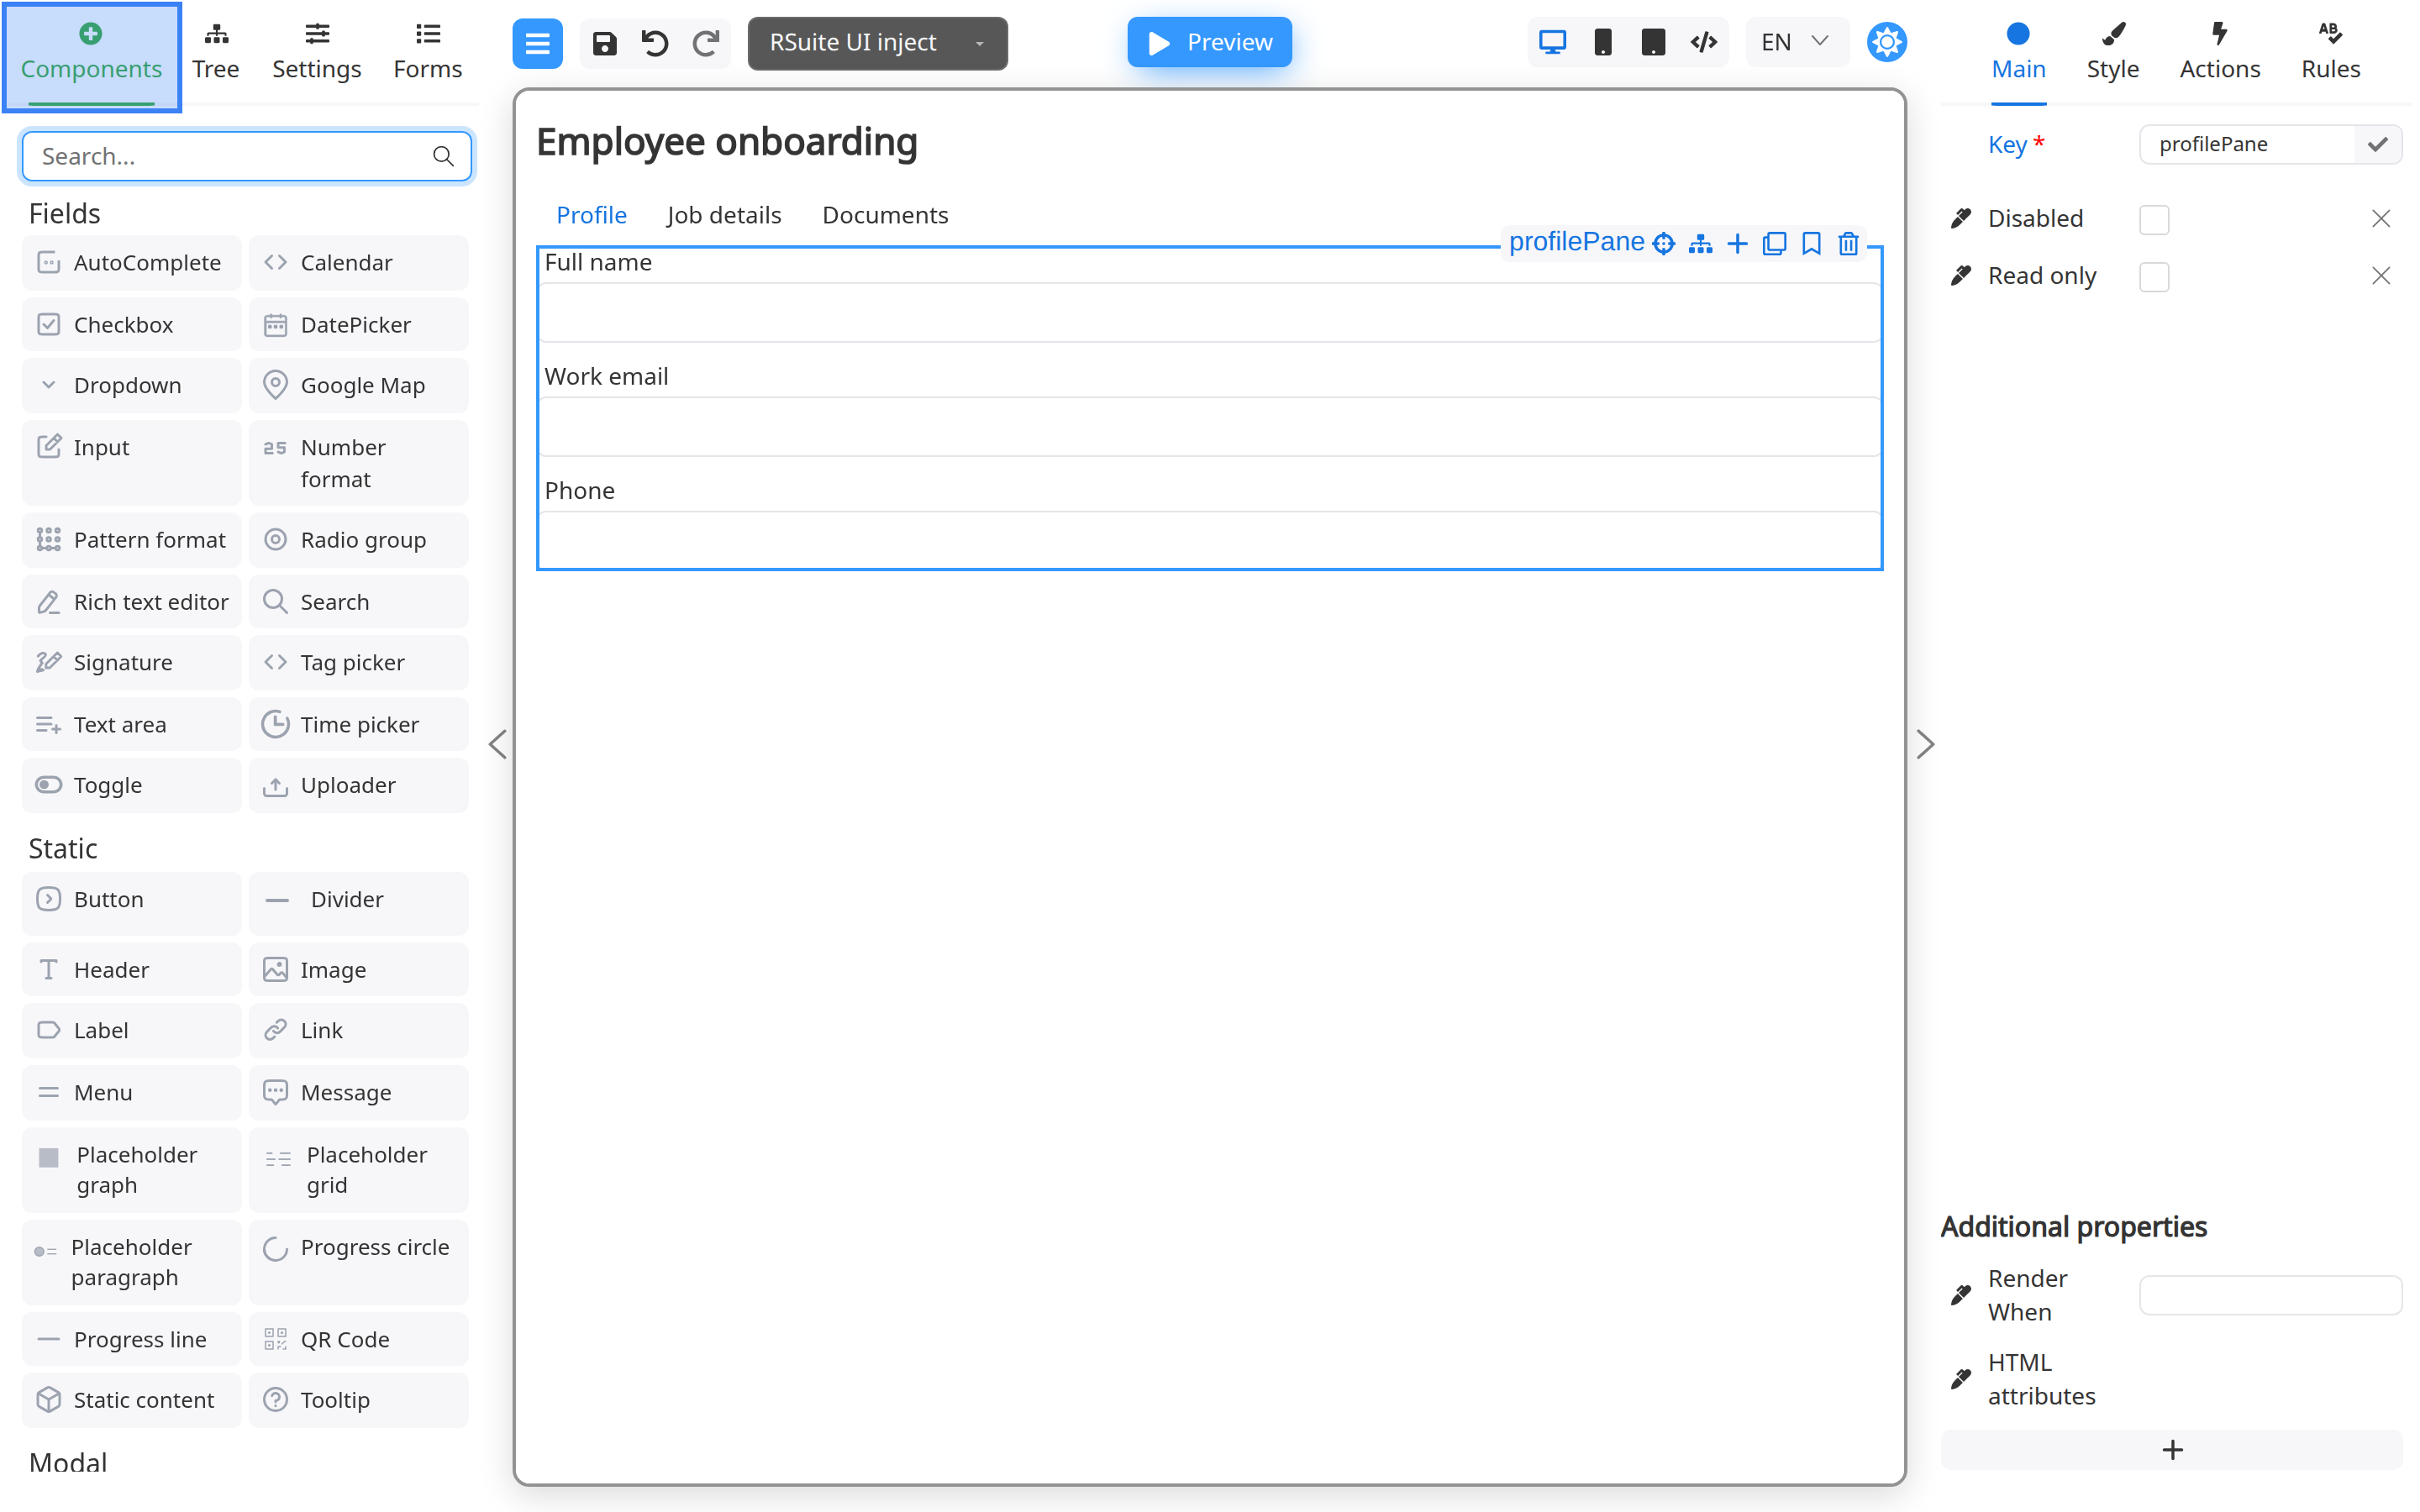 Components
Tree
Settings
Forms
RSuite UI inject
Preview
EN
Main
Style
Actions
Rules
Search...
Fields
AutoComplete
Calendar
Checkbox
DatePicker
Dropdown
Google Map
Input
25
Number
format
Pattern format
Radio group
Rich text editor
Search
Signature
Tag picker
Text area
Time picker
Toggle
Uploader
Static
Button
Divider
Header
Image
Label
Link
Menu
Message
Placeholder
graph
Placeholder
grid
Placeholder
paragraph
Progress circle
Progress line
QR Code
Static content
Tooltip
Modal
Employee onboarding
Profile
Job details
Documents
profilePane
Full name
Work email
Phone
Key *
profilePane
Disabled
Read only
Additional properties
Render
When
HTML
attributes